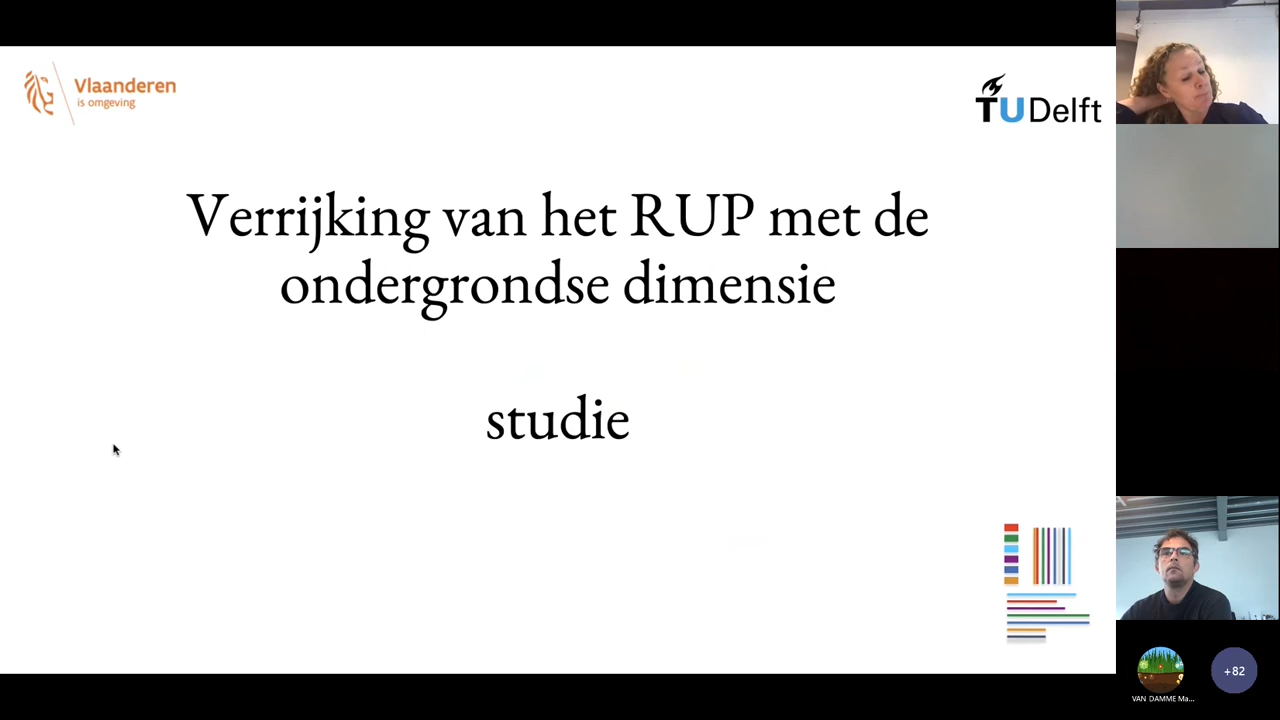 Vlaanderen
is omgeving
TU Delft
Verrijking van het RUP met de
ondergrondse dimensie
studie
VAN DAMME Ma...
+82